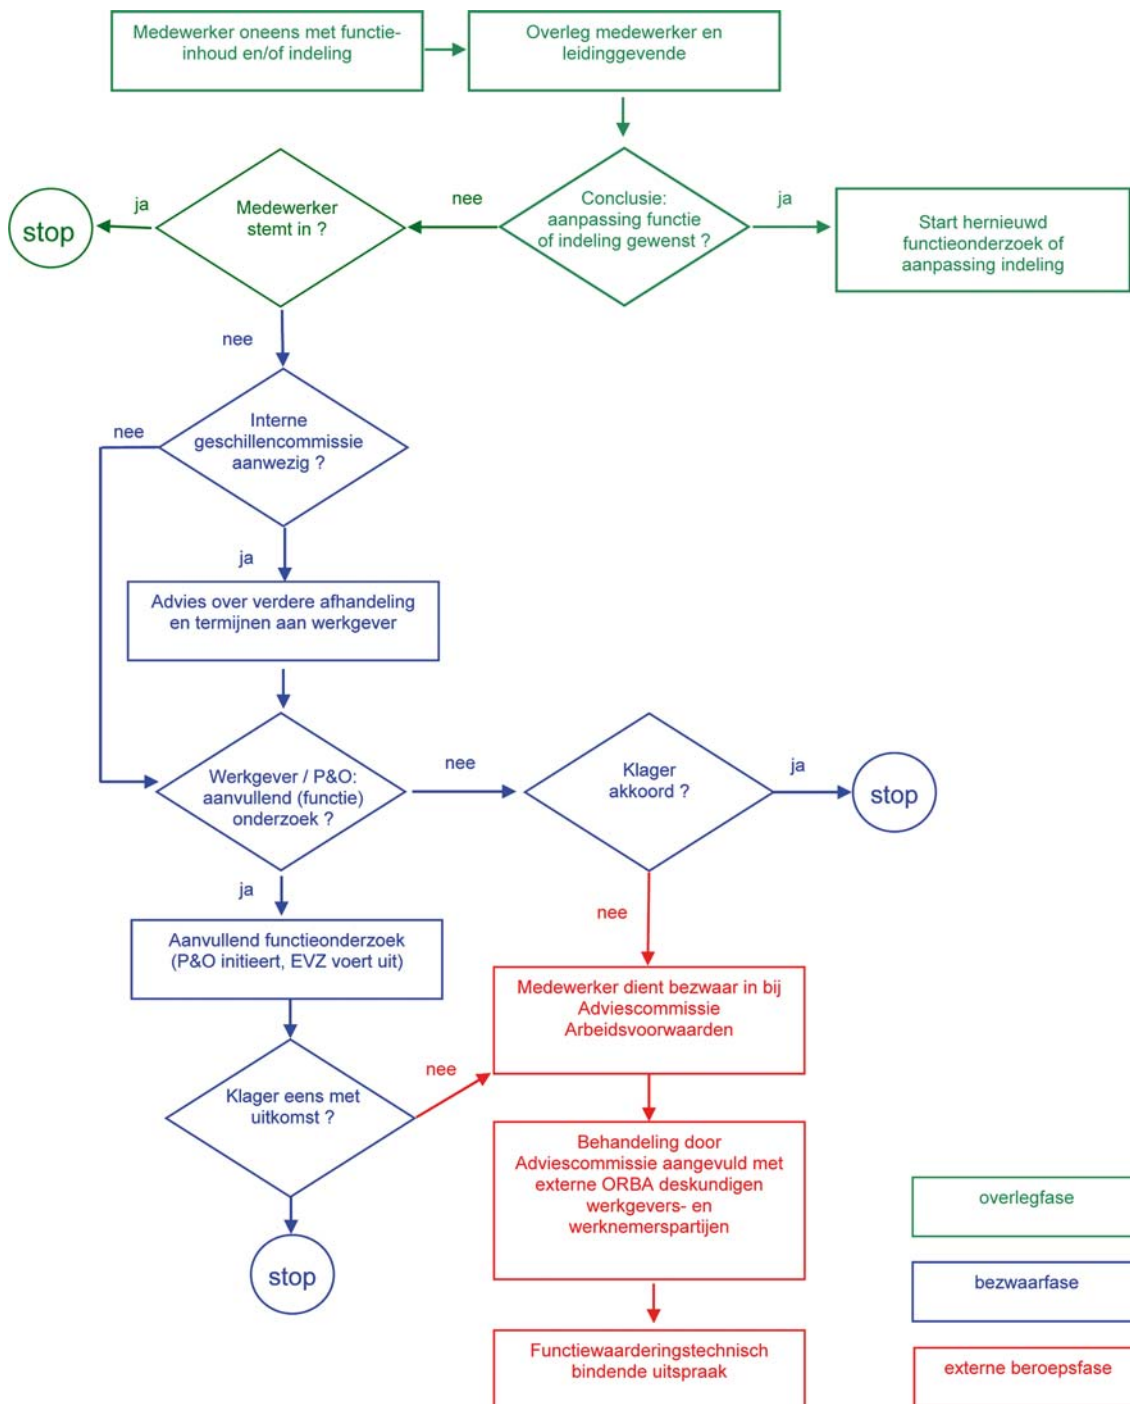 Medewerker oneens met functie-
inhoud en/of indeling
Overleg medewerker en
leidinggevende
Conclusie:
aanpassing functie
of indeling gewenst ?
ja
Start hernieuwd
functieonderzoek of
aanpassing indeling
nee
Medewerker
stemt in ?
ja
stop
nee
Interne
geschillencommissie
aanwezig ?
nee
ja
Advies over verdere afhandeling
en termijnen aan werkgever
Werkgever / P&O:
aanvullend (functie)
onderzoek ?
nee
Klager
akkoord ?
ja
stop
ja
Aanvullend functieonderzoek
(P&O initieert, EVZ voert uit)
nee
Medewerker dient bezwaar in bij
Adviescommissie
Arbeidsvoorwaarden
Klager eens met
uitkomst ?
nee
stop
Behandeling door
Adviescommissie aangevuld met
externe ORBA deskundigen
werkgevers- en
werknemerspartijen
Functiewaarderingstechnisch
bindende uitspraak
overlegfase
bezwaarfase
externe beroepsfase